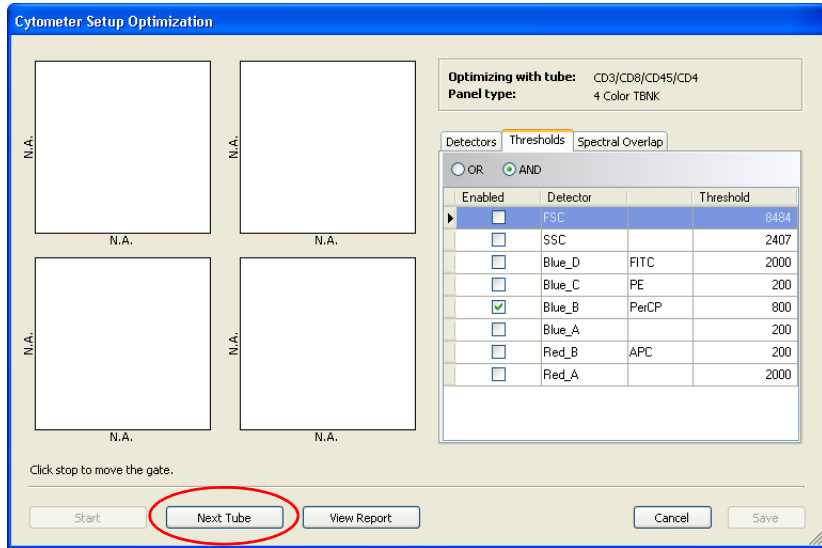 Cytometer Setup Optimization
Optimizing with tube: CD3/CD8/CD45/CD4
Panel type: 4 Color TBNK
Detectors Thresholds Spectral Overlap
OR AND
Enabled Detector Threshold
FSC 8484
SSC 2407
Blue_D FITC 2000
Blue_C PE 200
Blue_B PerCP 800
Blue_A 200
Red_B APC 200
Red_A 2000
N.A. N.A.
N.A. N.A.
N.A. N.A.
N.A. N.A.
Click stop to move the gate.
Start Next Tube View Report Cancel Save